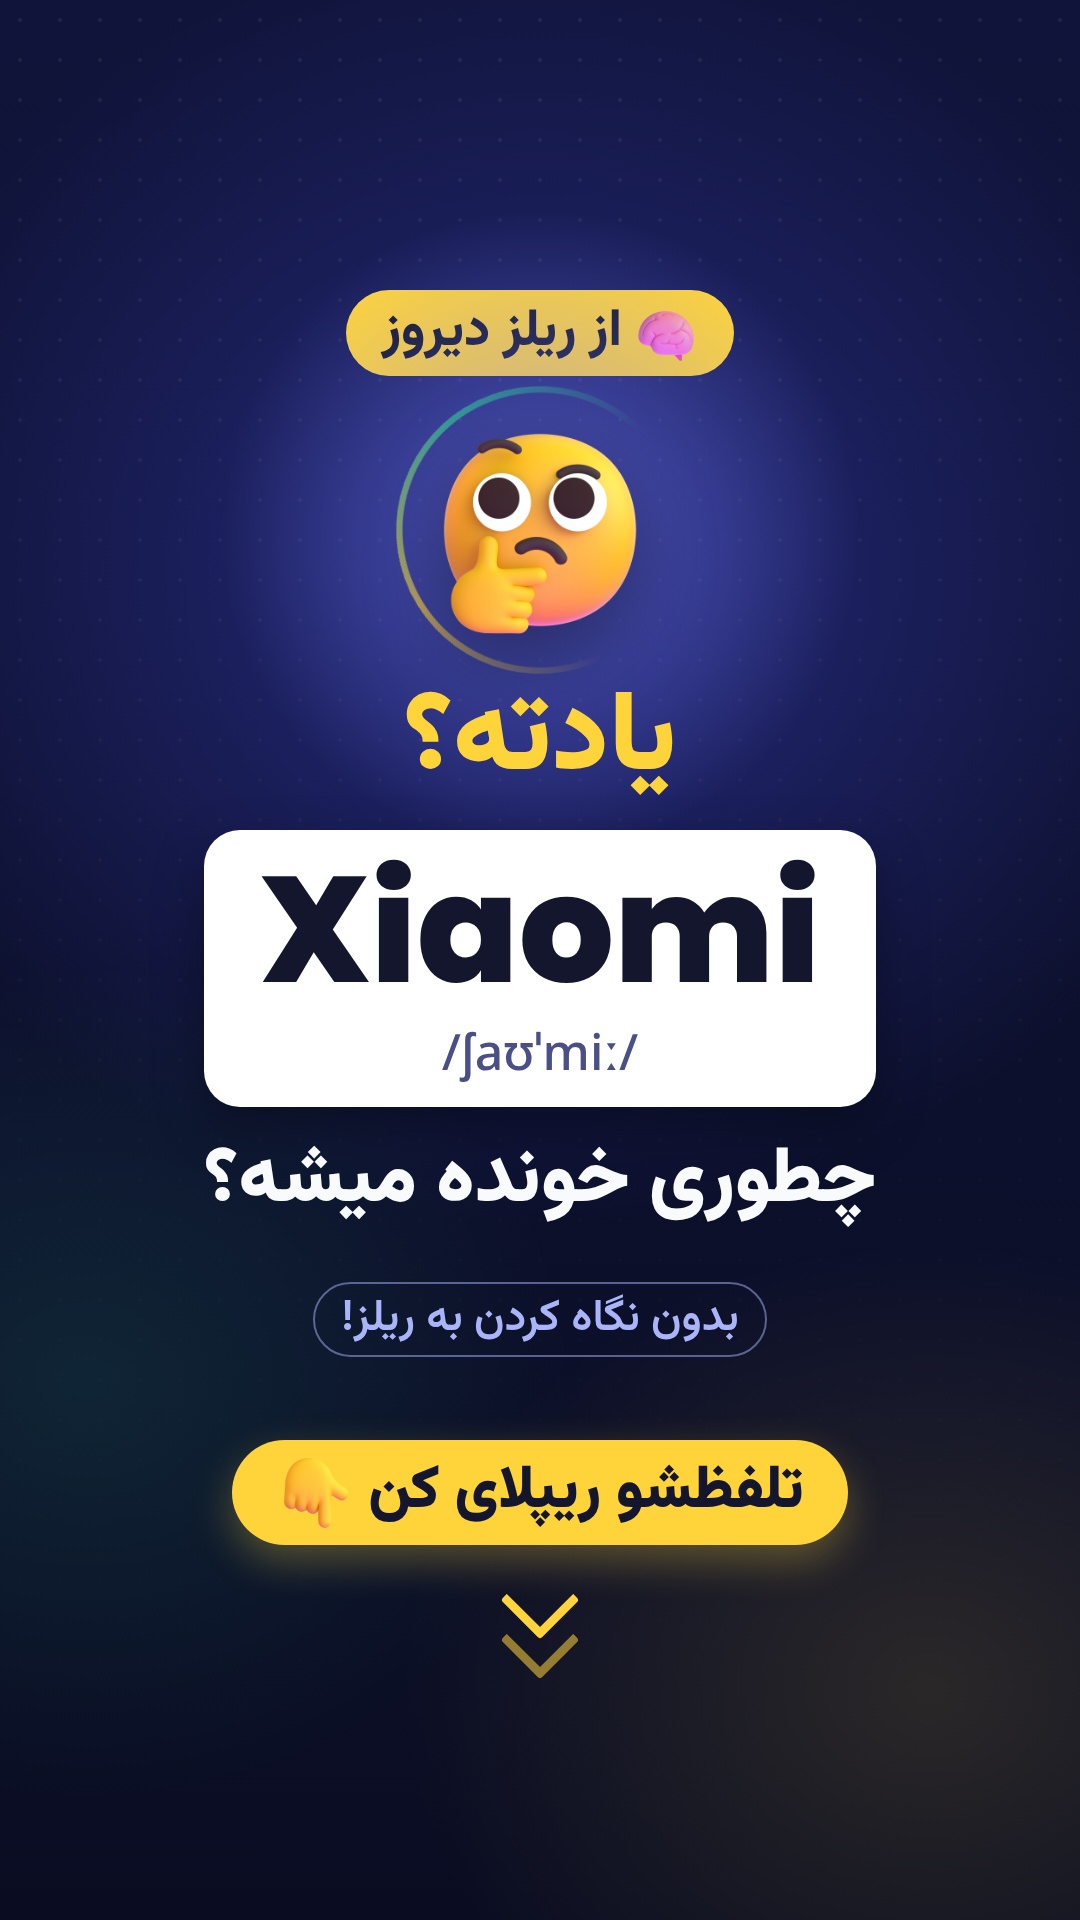 🧠 از ریلز دیروز
یادته؟
Xiaomi
/ʃaʊˈmiː/
چطوری خونده میشه؟
بدون نگاه کردن به ریلز!
تلفظشو ریپلای کن 👇